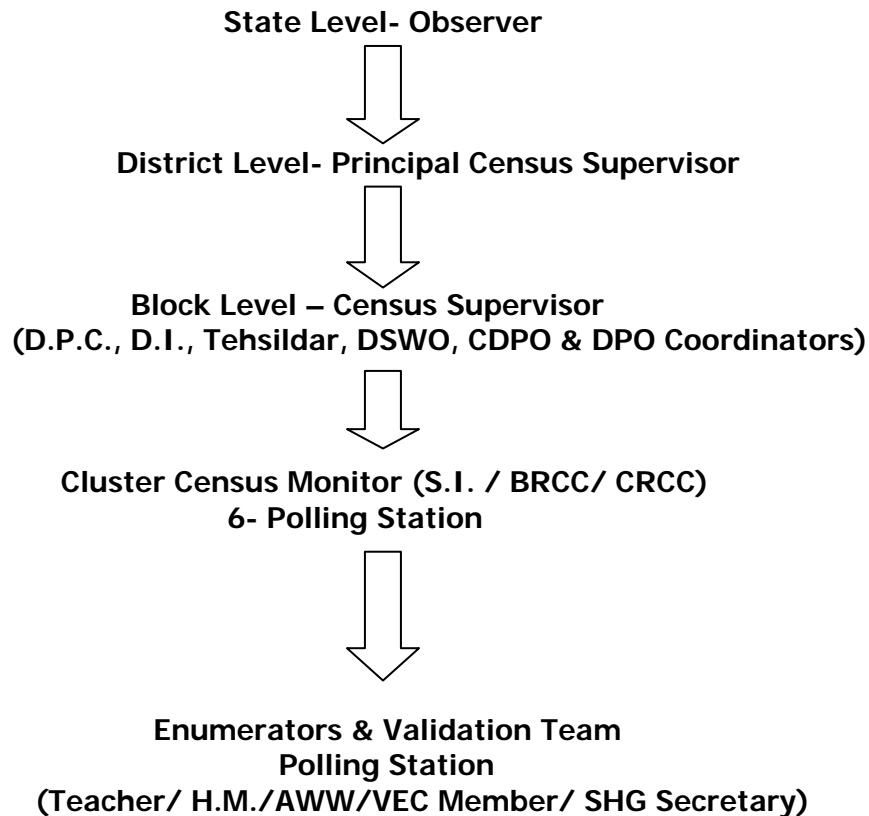 State Level- Observer
District Level- Principal Census Supervisor
Block Level – Census Supervisor
(D.P.C., D.I., Tehsildar, DSWO, CDPO & DPO Coordinators)
Cluster Census Monitor (S.I. / BRCC/ CRCC)
6- Polling Station
Enumerators & Validation Team
Polling Station
(Teacher/ H.M./AWW/VEC Member/ SHG Secretary)